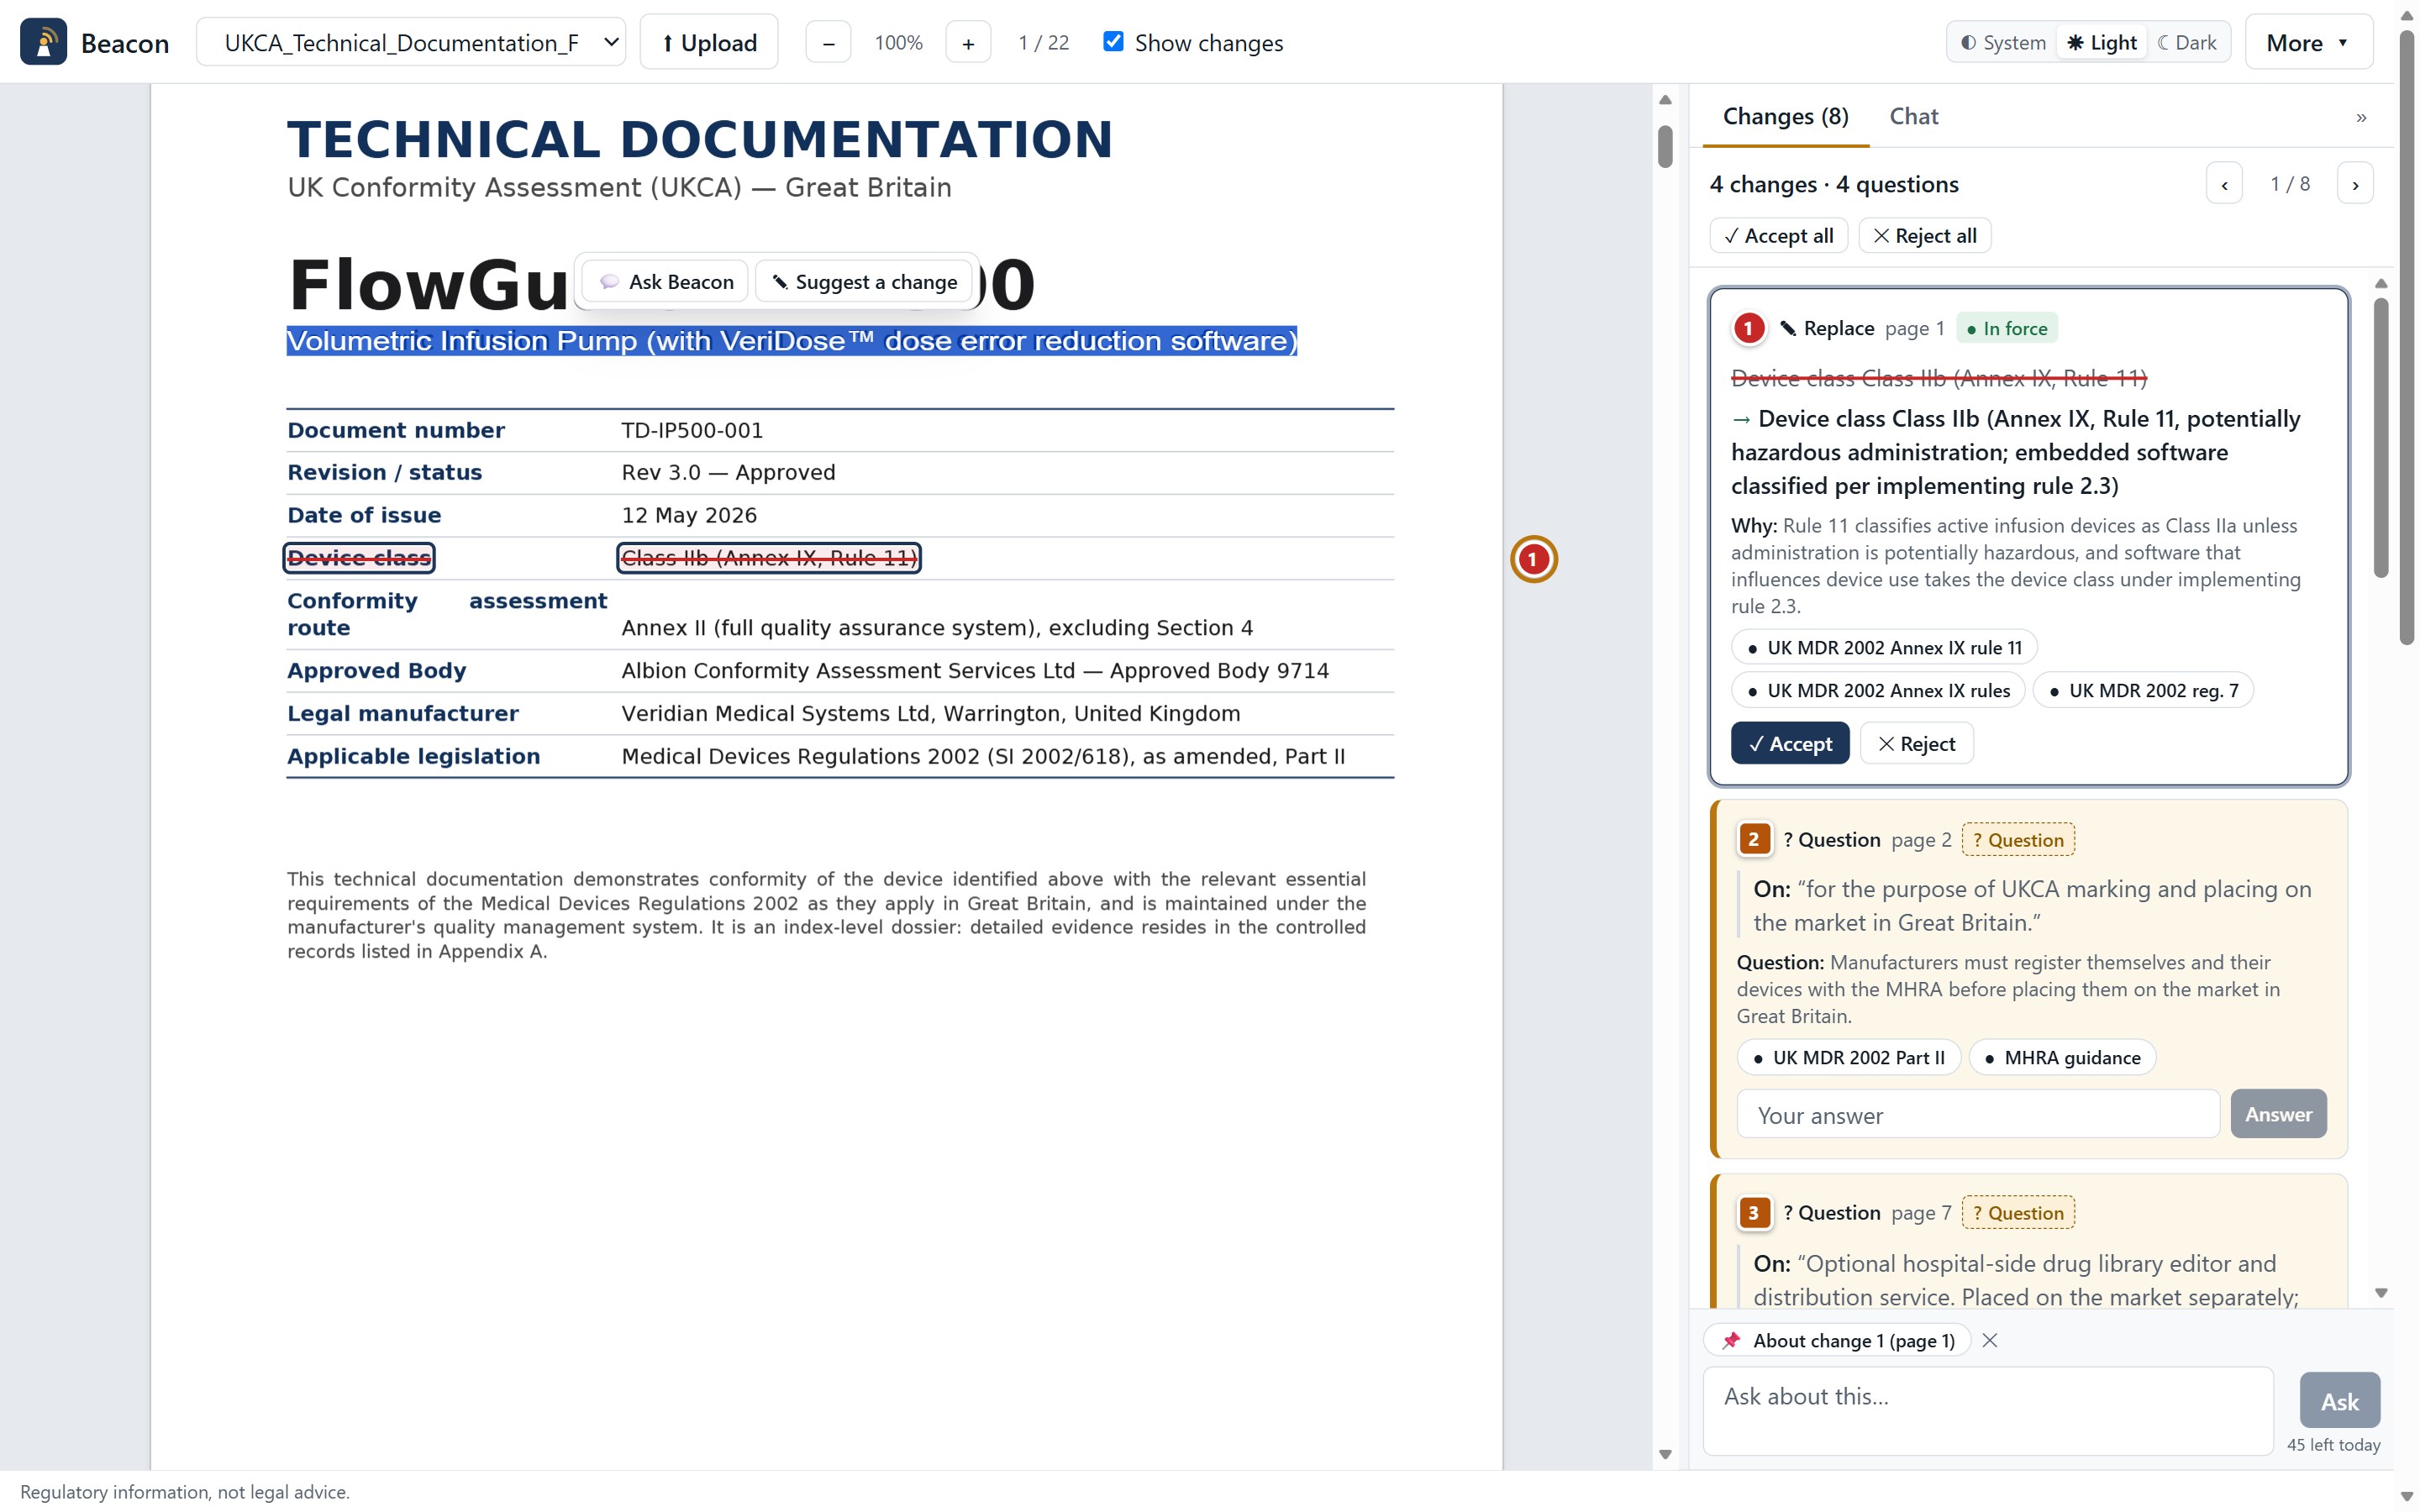 Beacon
UKCA_Technical_Documentation_F
Upload
100%
1 / 22
Show changes
System
Light
Dark
More
TECHNICAL DOCUMENTATION
UK Conformity Assessment (UKCA) — Great Britain
Ask Beacon
Suggest a change
Volumetric Infusion Pump (with VeriDose™ dose error reduction software)
Document number TD-IP500-001
Revision / status Rev 3.0 — Approved
Date of issue 12 May 2026
Device class Class IIb (Annex IX, Rule 11)
1
Conformity assessment
route Annex II (full quality assurance system), excluding Section 4
Approved Body Albion Conformity Assessment Services Ltd — Approved Body 9714
Legal manufacturer Veridian Medical Systems Ltd, Warrington, United Kingdom
Applicable legislation Medical Devices Regulations 2002 (SI 2002/618), as amended, Part II
This technical documentation demonstrates conformity of the device identified above with the relevant essential
requirements of the Medical Devices Regulations 2002 as they apply in Great Britain, and is maintained under the
manufacturer's quality management system. It is an index-level dossier: detailed evidence resides in the controlled
records listed in Appendix A.
Changes (8)
Chat
»
4 changes · 4 questions
‹ 1 / 8 ›
✓ Accept all
✕ Reject all
1 Replace page 1 ● In force
Device class Class IIb (Annex IX, Rule 11)
→ Device class Class IIb (Annex IX, Rule 11, potentially
hazardous administration; embedded software
classified per implementing rule 2.3)
Why: Rule 11 classifies active infusion devices as Class IIa unless
administration is potentially hazardous, and software that
influences device use takes the device class under implementing
rule 2.3.
● UK MDR 2002 Annex IX rule 11
● UK MDR 2002 Annex IX rules
● UK MDR 2002 reg. 7
✓ Accept
✕ Reject
2 ? Question page 2 ? Question
On: “for the purpose of UKCA marking and placing on
the market in Great Britain.”
Question: Manufacturers must register themselves and their
devices with the MHRA before placing them on the market in
Great Britain.
● UK MDR 2002 Part II
● MHRA guidance
Your answer
Answer
3 ? Question page 7 ? Question
On: “Optional hospital-side drug library editor and
distribution service. Placed on the market separately;
About change 1 (page 1) ✕
Ask about this…
Ask
45 left today
Regulatory information, not legal advice.